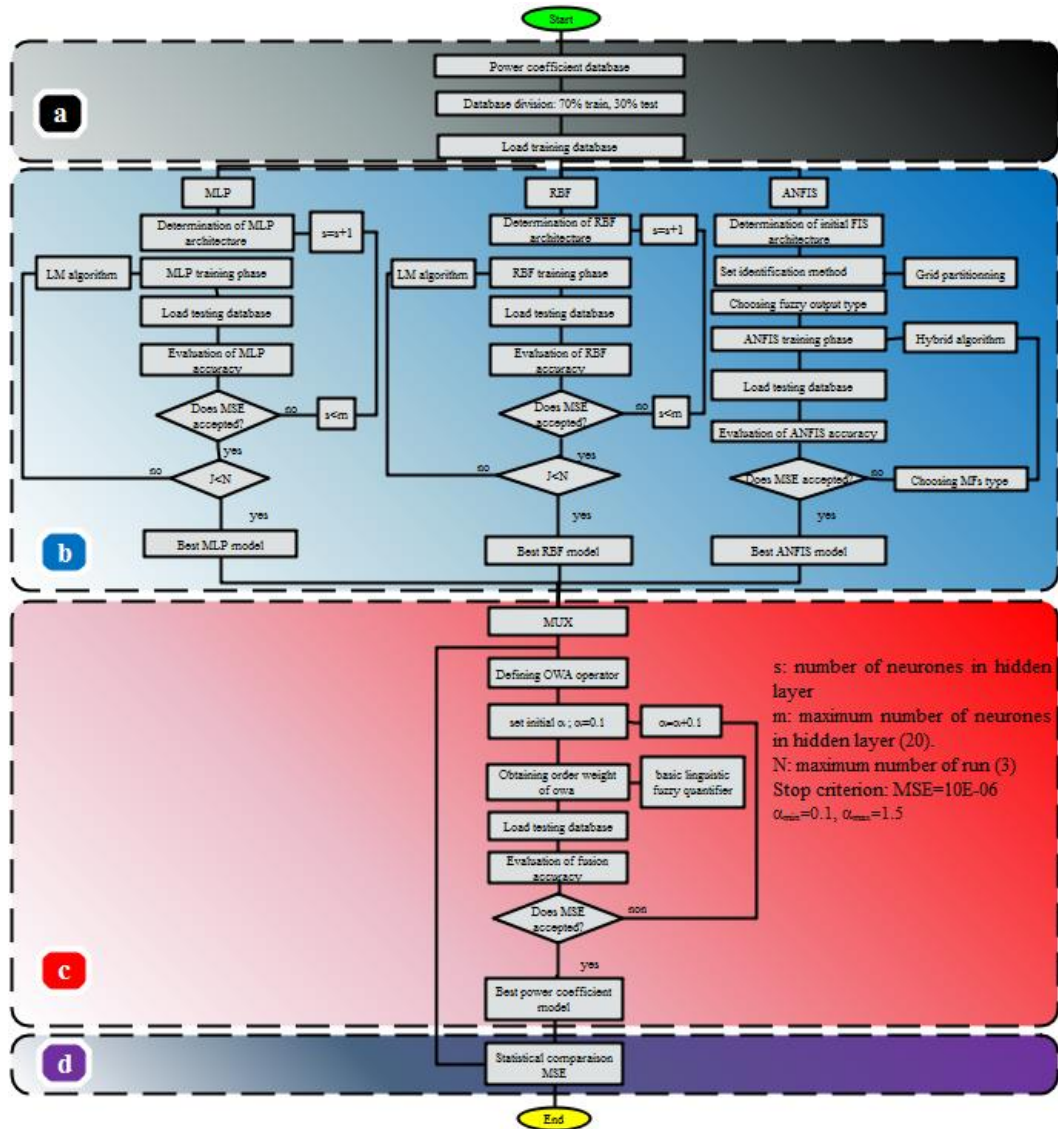 Start
a
Power coefficient database
Database division: 70% train, 30% test
Load training database
b
MLP
Determination of MLP
architecture
s=s+1
LM algorithm
MLP training phase
Load testing database
Evaluation of MLP
accuracy
Does MSE
accepted?
no
s<m
yes
no
J<N
yes
Best MLP model
RBF
Determination of RBF
architecture
s=s+1
LM algorithm
RBF training phase
Load testing database
Evaluation of RBF
accuracy
Does MSE
accepted?
no
s<m
yes
no
J<N
yes
Best RBF model
ANFIS
Determination of initial FIS
architecture
Set identification method
Grid partitionning
Choosing fuzzy output type
ANFIS training phase
Hybrid algorithm
Load testing database
Evaluation of ANFIS accuracy
Does MSE accepted?
no
Choosing MFs type
yes
Best ANFIS model
c
MUX
Defining OWA operator
set initial α ; α=0.1
α=α+0.1
Obtaining order weight
of owa
basic linguistic
fuzzy quantifier
Load testing database
Evaluation of fusion
accuracy
Does MSE
accepted?
non
yes
Best power coefficient
model
s: number of neurones in hidden
layer
m: maximum number of neurones
in hidden layer (20).
N: maximum number of run (3)
Stop criterion: MSE=10E-06
αmin=0.1, αmax=1.5
d
Statistical comparaison
MSE
End